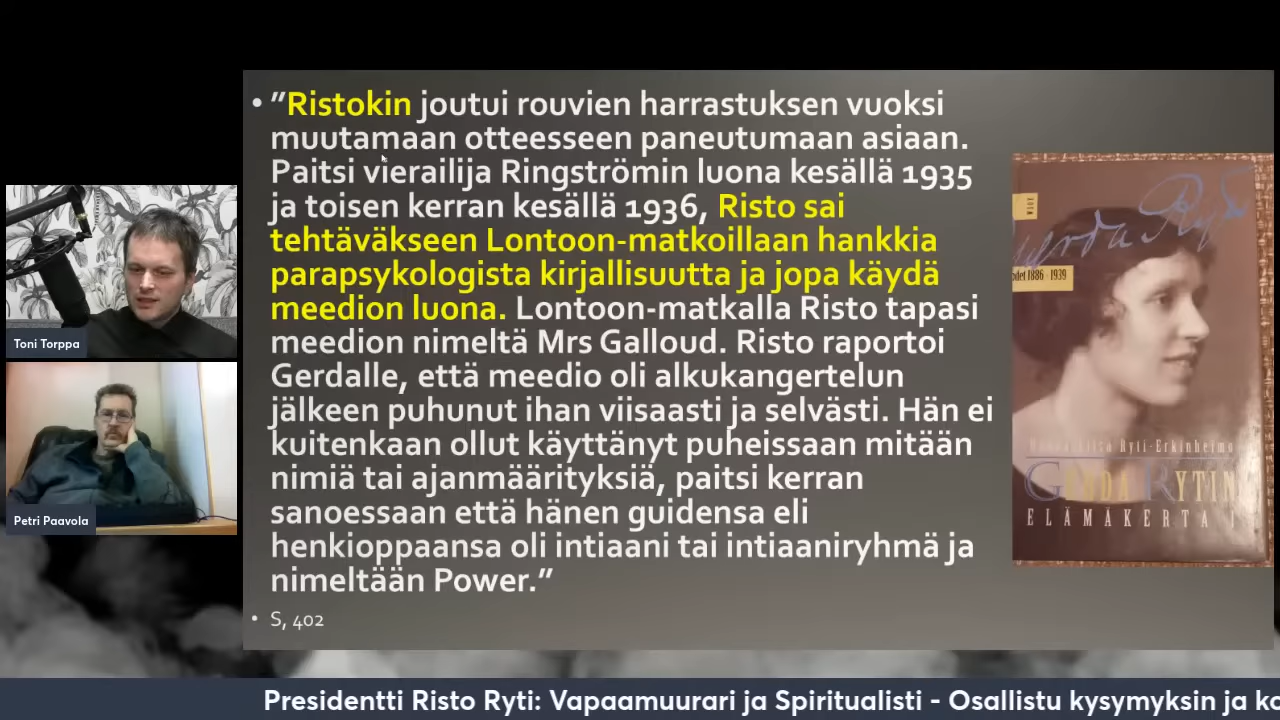 • ”Ristokin joutui rouvien harrastuksen vuoksi
muutamaan otteesseen paneutumaan asiaan.
Paitsi vierailija Ringströmin luona kesällä 1935
ja toisen kerran kesällä 1936, Risto sai
tehtäväkseen Lontoon-matkoillaan hankkia
parapsykologista kirjallisuutta ja jopa käydä
meedion luona. Lontoon-matkalla Risto tapasi
meedion nimeltä Mrs Galloud. Risto raportoi
Gerdalle, että meedio oli alkukangertelun
jälkeen puhunut ihan viisaasti ja selvästi. Hän ei
kuitenkaan ollut käyttänyt puheissaan mitään
nimiä tai ajanmäärityksiä, paitsi kerran
sanoessaan että hänen guidensa eli
henkioppaansa oli intiaani tai intiaaniryhmä ja
nimeltään Power.”
• S, 402
1886-1939
GERDA RYTIN
ELÄMÄKERTA I
Toni Torppa
Petri Paavola
Presidentti Risto Ryti: Vapaamuurari ja Spiritualisti - Osallistu kysymyksin ja